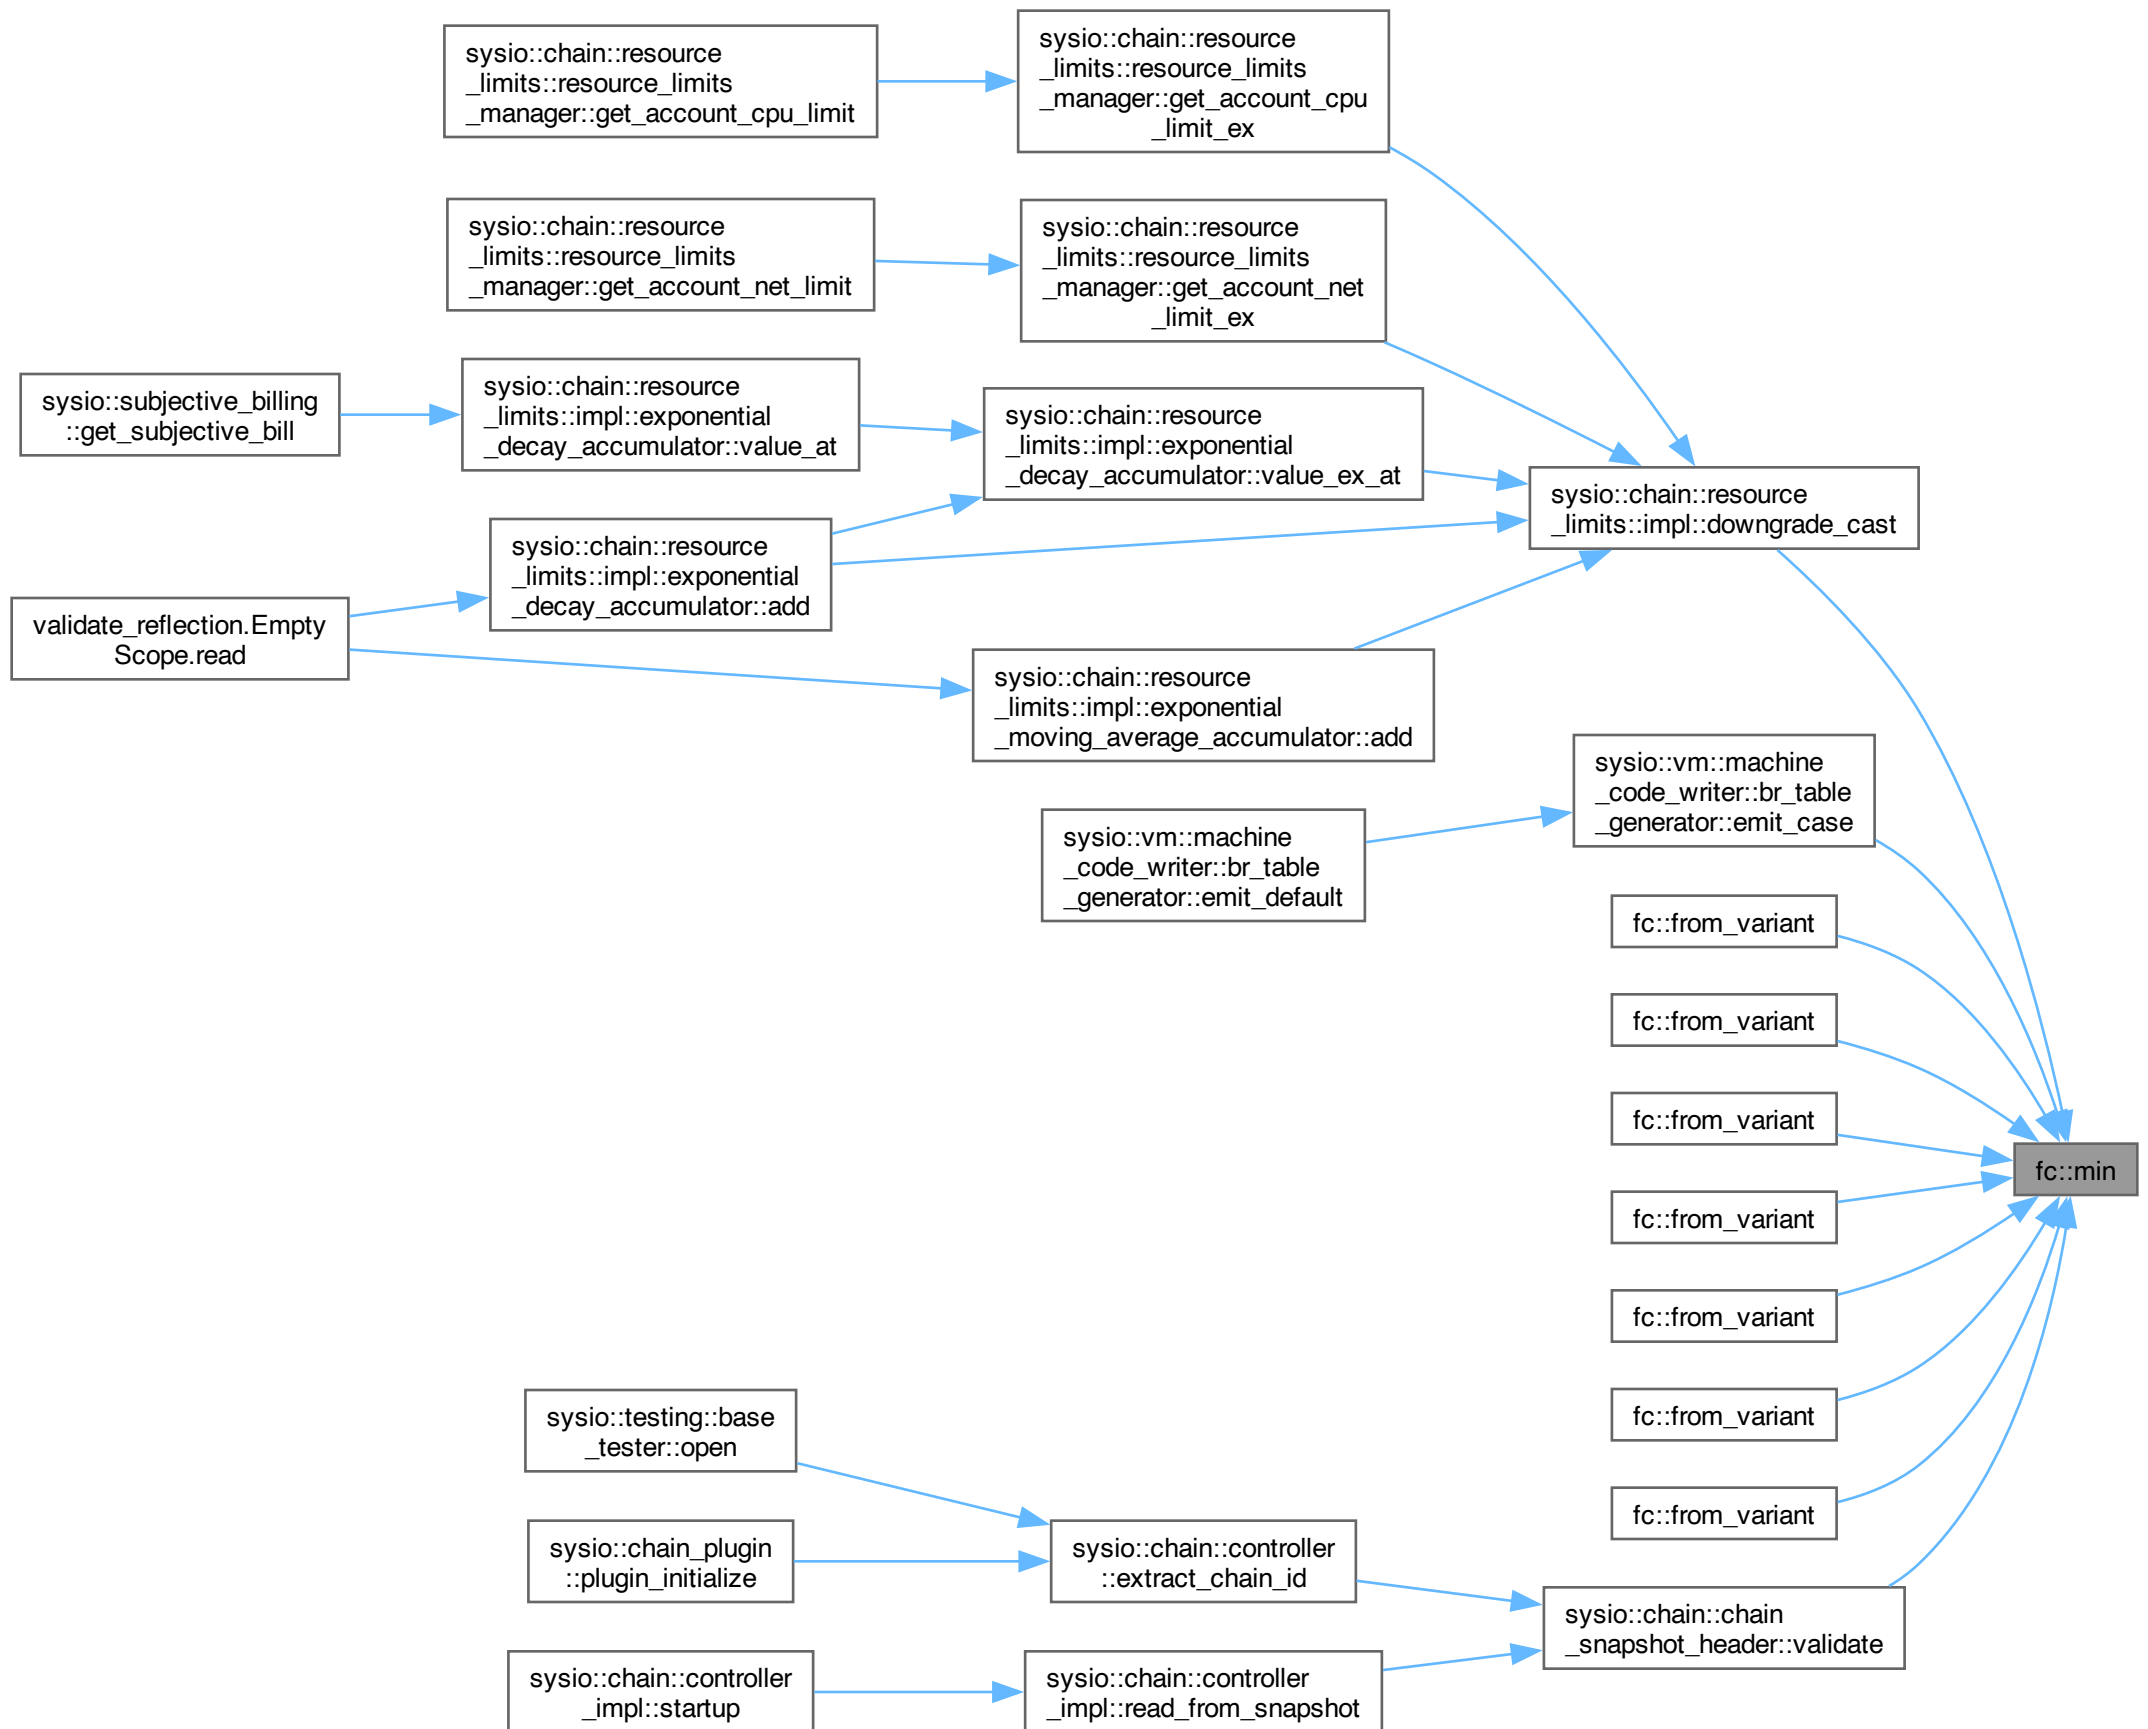 sysio::chain::resource
_limits::resource_limits
_manager::get_account_cpu_limit
sysio::chain::resource
_limits::resource_limits
_manager::get_account_cpu
_limit_ex
sysio::chain::resource
_limits::resource_limits
_manager::get_account_net_limit
sysio::chain::resource
_limits::resource_limits
_manager::get_account_net
_limit_ex
sysio::subjective_billing
::get_subjective_bill
sysio::chain::resource
_limits::impl::exponential
_decay_accumulator::value_at
sysio::chain::resource
_limits::impl::exponential
_decay_accumulator::value_ex_at
sysio::chain::resource
_limits::impl::downgrade_cast
sysio::chain::resource
_limits::impl::exponential
_decay_accumulator::add
validate_reflection.Empty
Scope.read
sysio::chain::resource
_limits::impl::exponential
_moving_average_accumulator::add
sysio::vm::machine
_code_writer::br_table
_generator::emit_case
sysio::vm::machine
_code_writer::br_table
_generator::emit_default
fc::from_variant
fc::from_variant
fc::from_variant
fc::min
fc::from_variant
fc::from_variant
fc::from_variant
fc::from_variant
sysio::testing::base
_tester::open
sysio::chain_plugin
::plugin_initialize
sysio::chain::controller
::extract_chain_id
sysio::chain::chain
_snapshot_header::validate
sysio::chain::controller
_impl::startup
sysio::chain::controller
_impl::read_from_snapshot